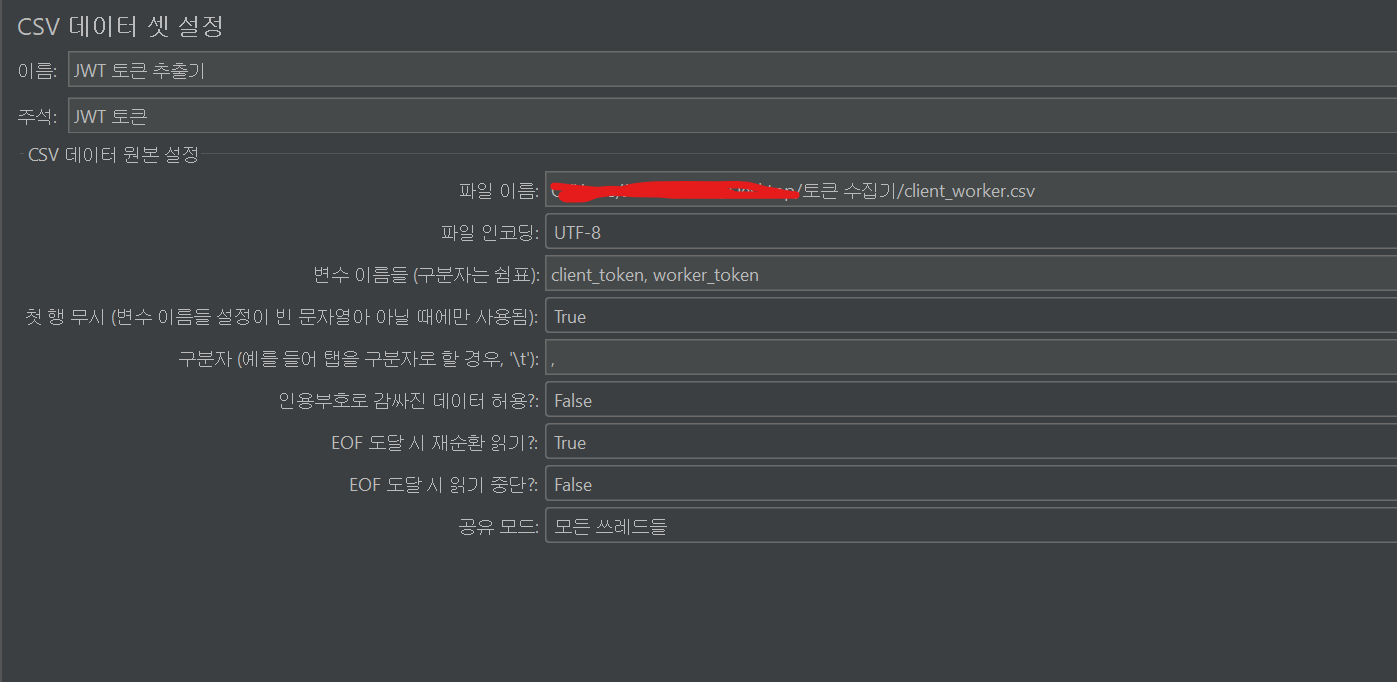 CSV 데이터 셋 설정
이름: JWT 토큰 추출기
주석: JWT 토큰
CSV 데이터 원본 설정
파일 이름: /토큰 수집기/client_worker.csv
파일 인코딩: UTF-8
변수 이름들 (구분자는 쉼표): client_token, worker_token
첫 행 무시 (변수 이름들 설정이 빈 문자열아 아닐 때에만 사용됨): True
구분자 (예를 들어 탭을 구분자로 할 경우, '\t'): ,
인용부호로 감싸진 데이터 허용?: False
EOF 도달 시 재순환 읽기?: True
EOF 도달 시 읽기 중단?: False
공유 모드: 모든 쓰레드들